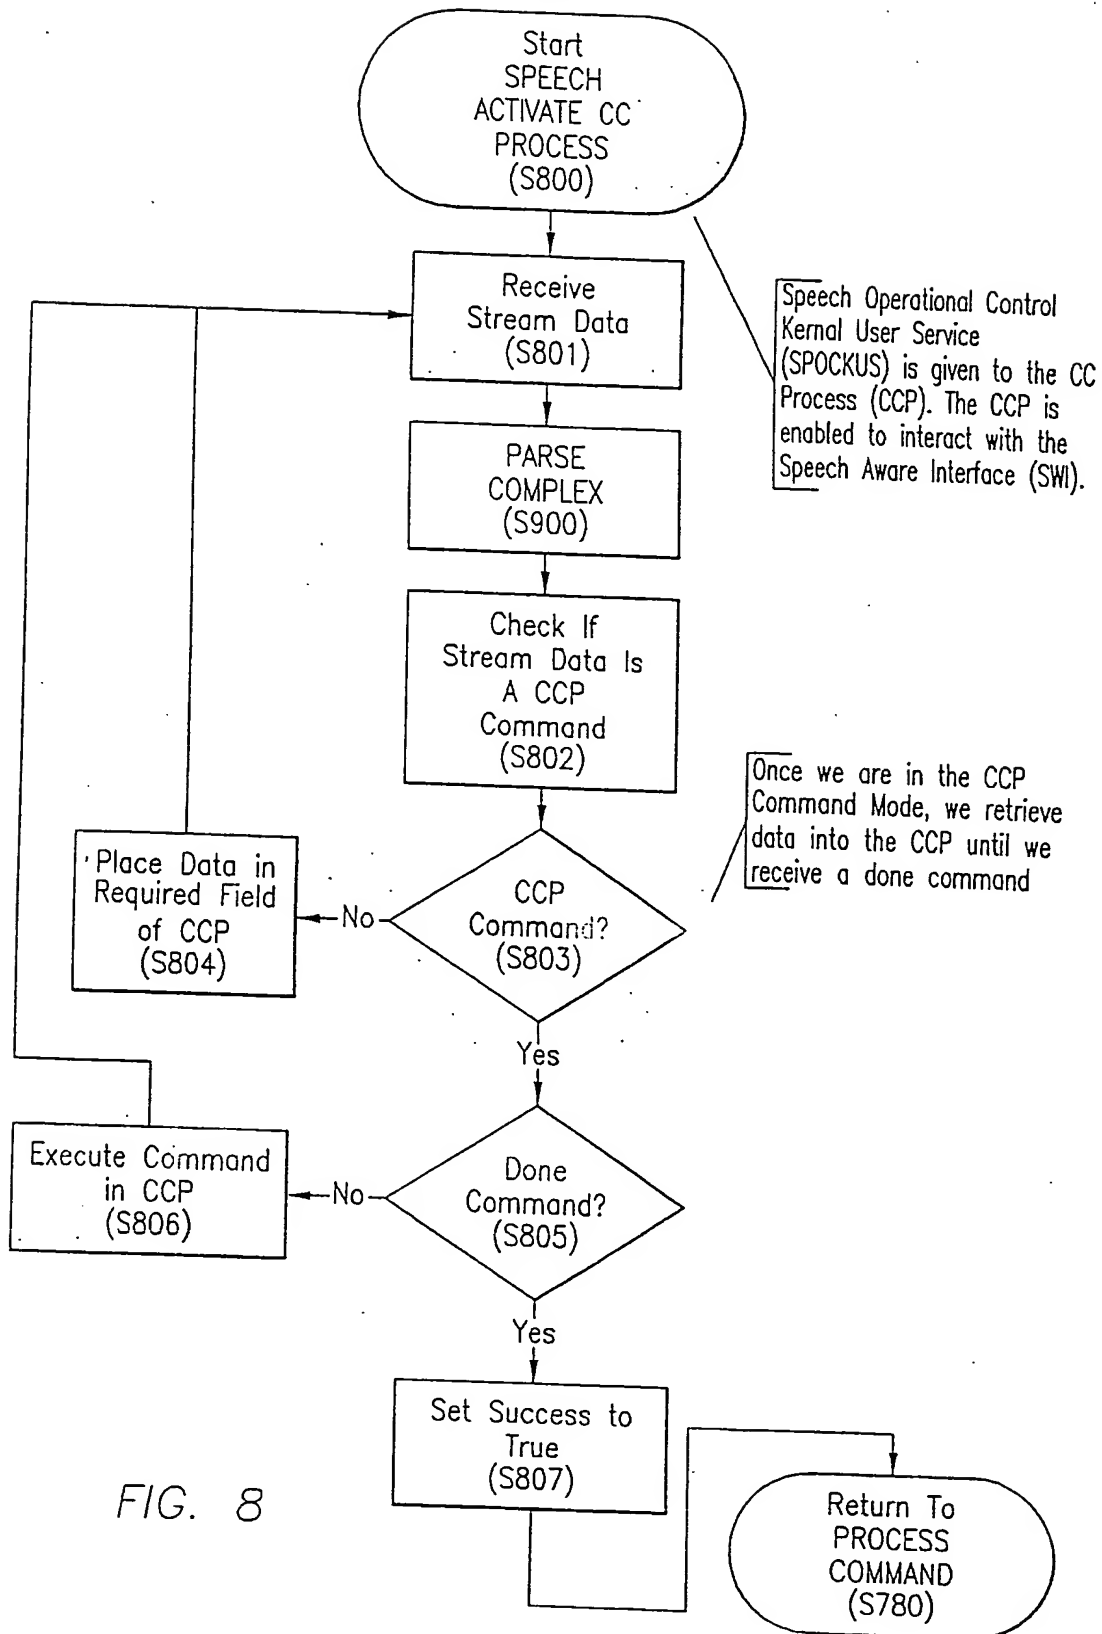 Start
SPEECH
ACTIVATE CC
PROCESS
(S800)
Receive
Stream Data
(S801)
Speech Operational Control
Kernal User Service
(SPOCKUS) is given to the CC
Process (CCP). The CCP is
enabled to interact with the
Speech Aware Interface (SWI).
PARSE
COMPLEX
(S900)
Check If
Stream Data Is
A CCP
Command
(S802)
Once we are in the CCP
Command Mode, we retrieve
data into the CCP until we
receive a done command
Place Data in
Required Field
of CCP
(S804)
No
CCP
Command?
(S803)
Yes
Execute Command
in CCP
(S806)
No
Done
Command?
(S805)
Yes
Set Success to
True
(S807)
FIG. 8
Return To
PROCESS
COMMAND
(S780)